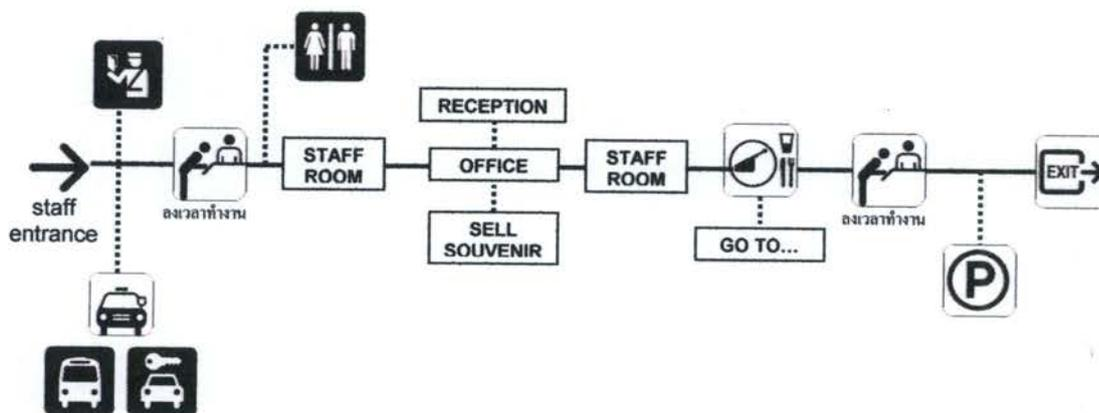 RECEPTION
STAFF
ROOM
OFFICE
STAFF
ROOM
EXIT
staff
entrance
ลงเวลาทำงาน
SELL
SOUVENIR
GO TO...
ลงเวลาทำงาน
P